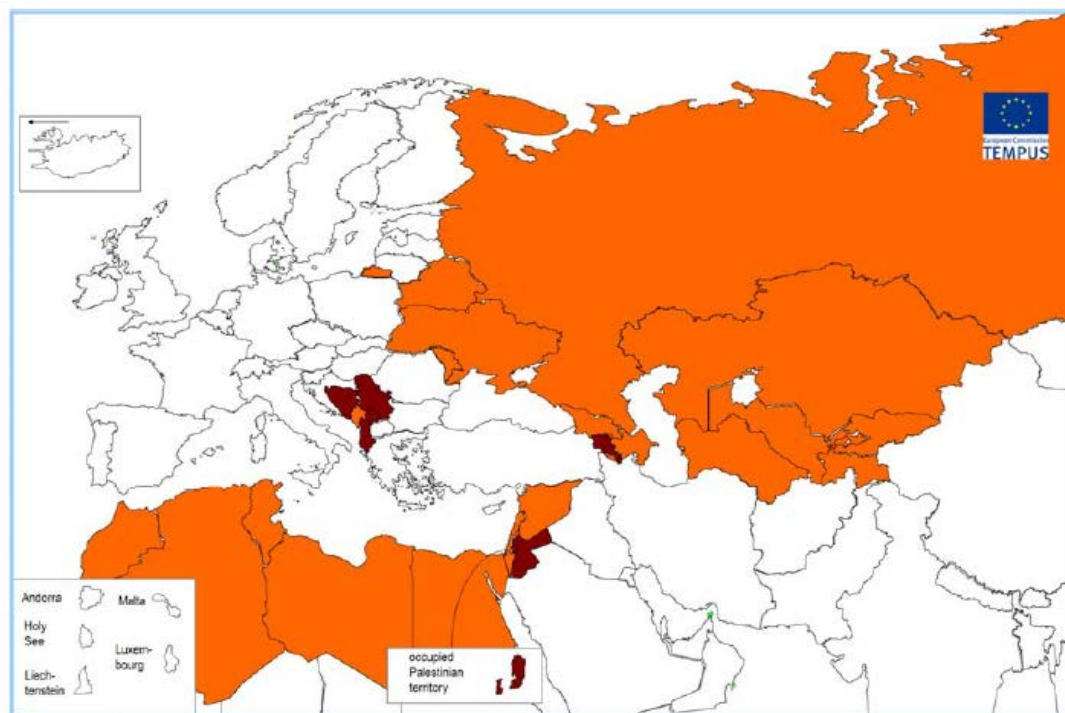 European Commission
TEMPUS
Andorra
Malta
Holy
See
Luxem-
bourg
Liech-
tenstein
occupied
Palestinian
territory